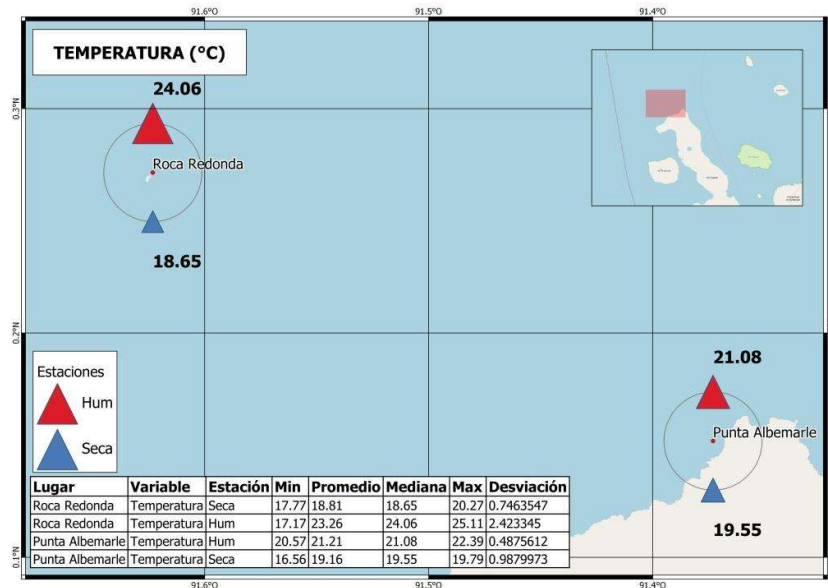 91.6°O 91.5°O 91.4°O
TEMPERATURA (°C)
24.06
0.3°N
Roca Redonda
18.65
0.2°N
21.08
Estaciones
Hum
Punta Albemarle
Seca
19.55
Lugar Variable Estación Min Promedio Mediana Max Desviación
Roca Redonda Temperatura Seca 17.77 18.81 18.65 20.27 0.7463547
Roca Redonda Temperatura Hum 17.17 23.26 24.06 25.11 2.423345
Punta Albemarle Temperatura Hum 20.57 21.21 21.08 22.39 0.4875612
Punta Albemarle Temperatura Seca 16.56 19.16 19.55 19.79 0.9879973
0.1°N
91.6°O 91.5°O 91.4°O